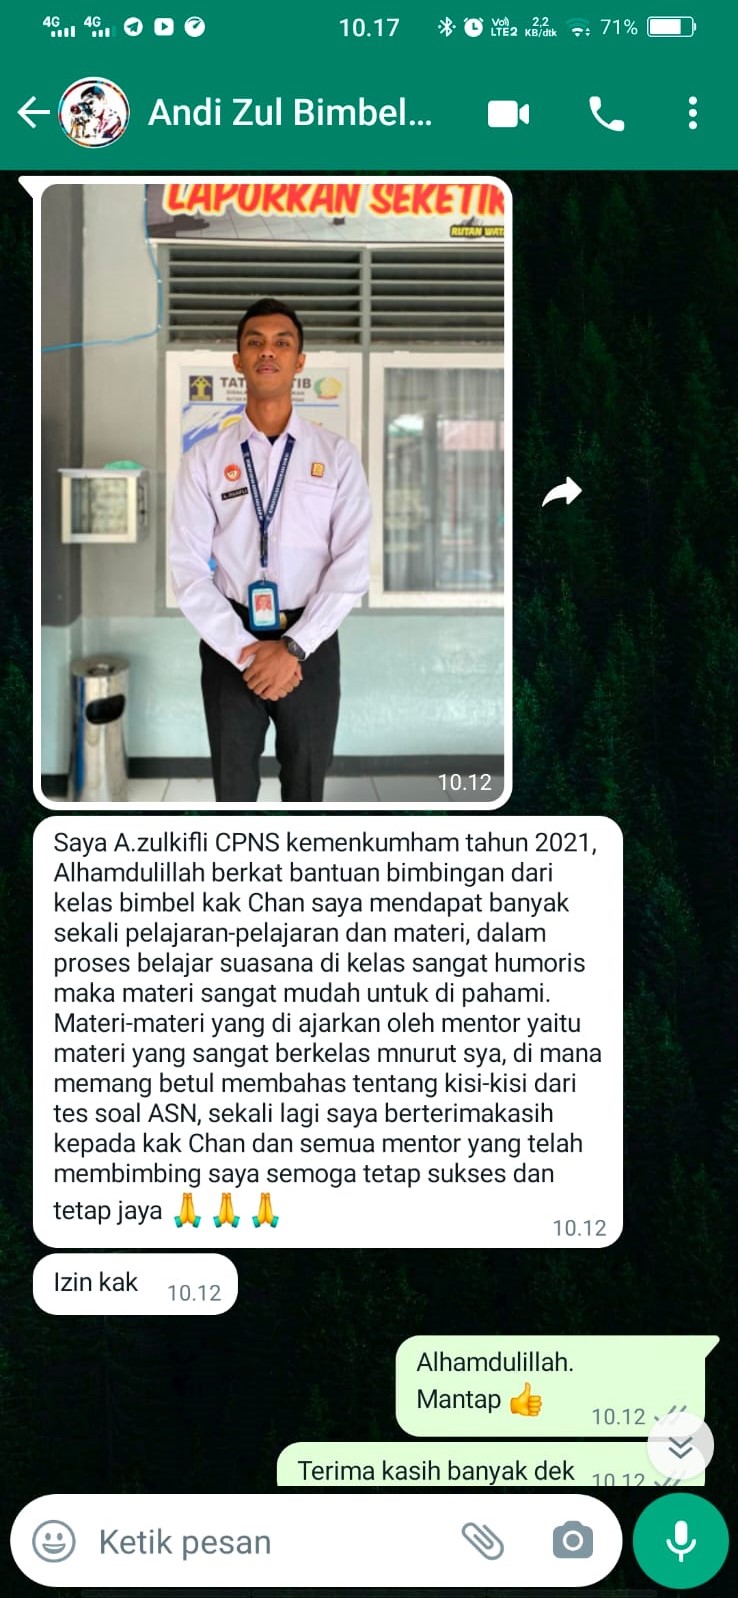 4G 4G 10.17 Vo)) LTE2 2,2 KB/dtk 71%
Andi Zul Bimbel...
LAPORKAN SEKETIK
RUTAN WAT
TAT TIB
10.12
Saya A.zulkifli CPNS kemenkumham tahun 2021,
Alhamdulillah berkat bantuan bimbingan dari
kelas bimbel kak Chan saya mendapat banyak
sekali pelajaran-pelajaran dan materi, dalam
proses belajar suasana di kelas sangat humoris
maka materi sangat mudah untuk di pahami.
Materi-materi yang di ajarkan oleh mentor yaitu
materi yang sangat berkelas mnurut sya, di mana
memang betul membahas tentang kisi-kisi dari
tes soal ASN, sekali lagi saya berterimakasih
kepada kak Chan dan semua mentor yang telah
membimbing saya semoga tetap sukses dan
tetap jaya 🙏 🙏 🙏
10.12
Izin kak 10.12
Alhamdulillah.
Mantap 👍 10.12
Terima kasih banyak dek 10.12
Ketik pesan